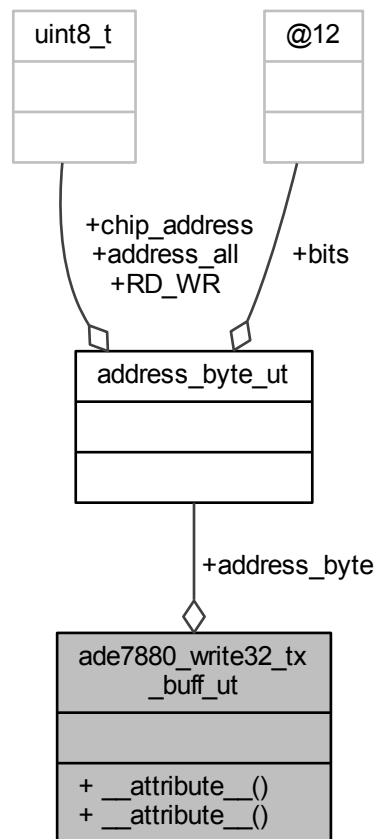 uint8_t
@12
+chip_address
+address_all
+RD_WR
+bits
address_byte_ut
+address_byte
ade7880_write32_tx
_buff_ut
+ __attribute__()
+ __attribute__()